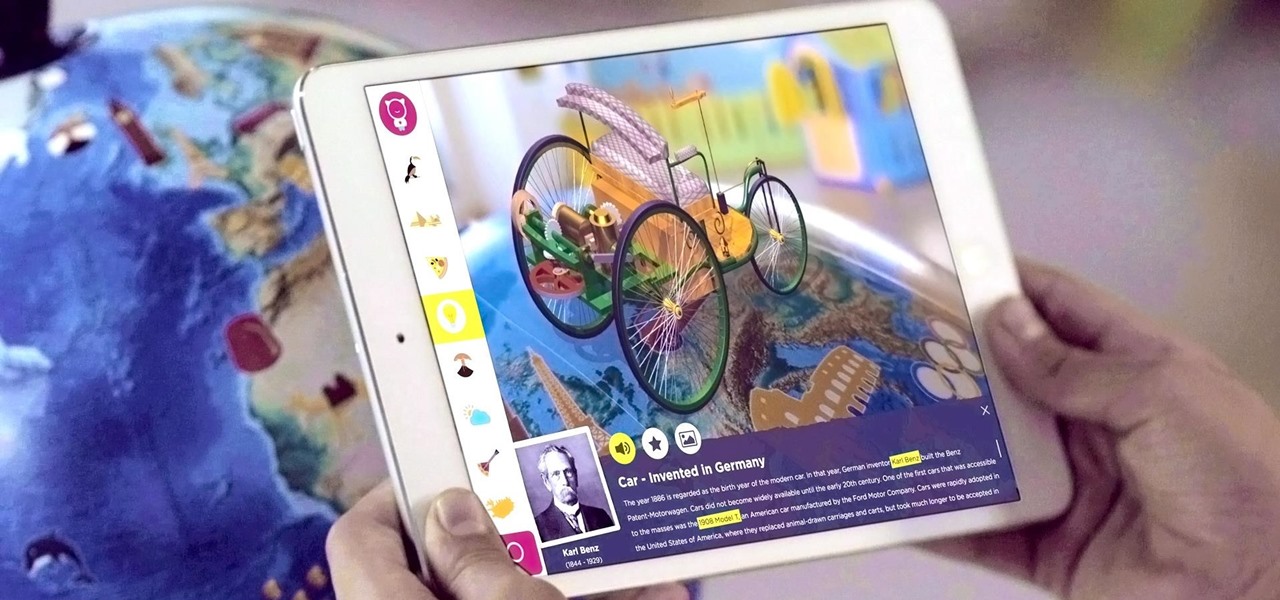 Car - Invented in Germany
The year 1886 is regarded as the birth year of the modern car. In that year, German inventor Karl Benz built the Benz
Patent-Motorwagen. Cars did not become widely available until the early 20th century. One of the first cars that was accessible
to the masses was the 1908 Model T, an American car manufactured by the Ford Motor Company. Cars were rapidly adopted in
the United States of America, where they replaced animal-drawn carriages and carts, but took much longer to be accepted in
Karl Benz
(1844 - 1929)